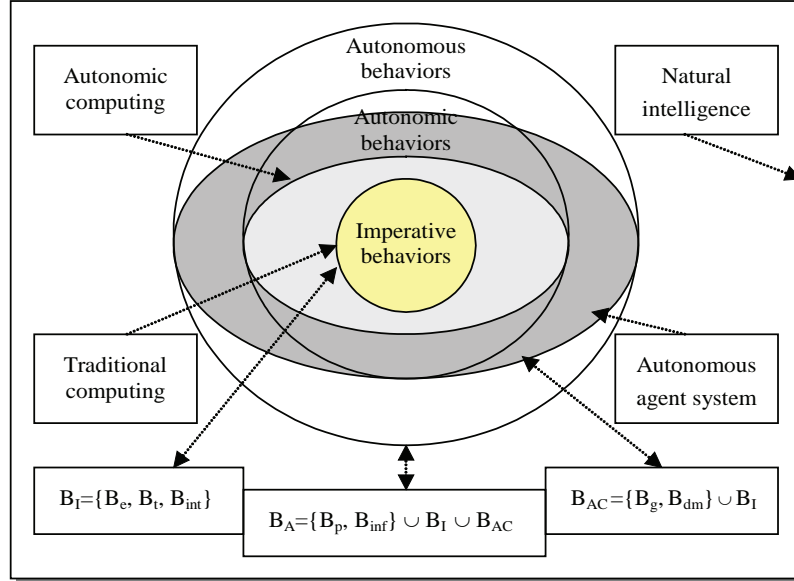 Autonomous
behaviors
Autonomic
computing
Natural
intelligence
Autonomic
behaviors
Imperative
behaviors
Traditional
computing
Autonomous
agent system
B_I={B_e, B_t, B_int}
B_A={B_p, B_inf} ∪ B_I ∪ B_AC
B_AC={B_g, B_dm} ∪ B_I